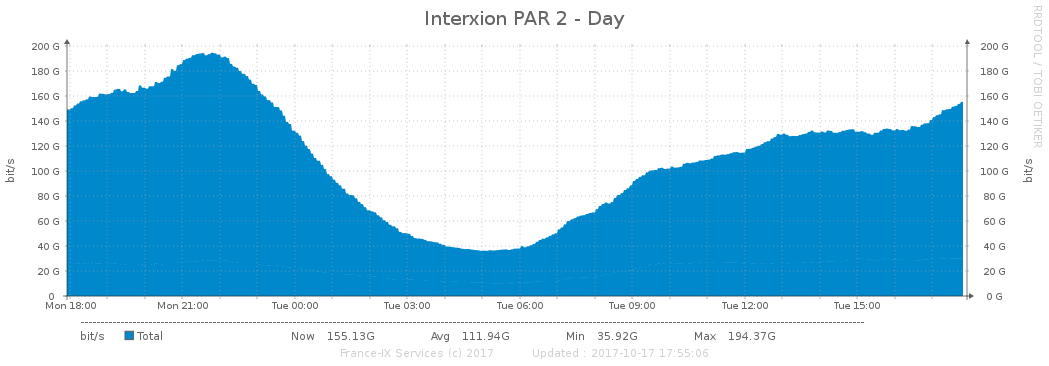 Interxion PAR 2 - Day
RRDTOOL / TOBI OETIKER
bit/s
bit/s
200 G 200 G
180 G 180 G
160 G 160 G
140 G 140 G
120 G 120 G
100 G 100 G
80 G 80 G
60 G 60 G
40 G 40 G
20 G 20 G
0 0 G
Mon 18:00 Mon 21:00 Tue 00:00 Tue 03:00 Tue 06:00 Tue 09:00 Tue 12:00 Tue 15:00
bit/s Total Now 155.13G Avg 111.94G Min 35.92G Max 194.37G
France-IX Services (c) 2017 Updated : 2017-10-17 17:55:06